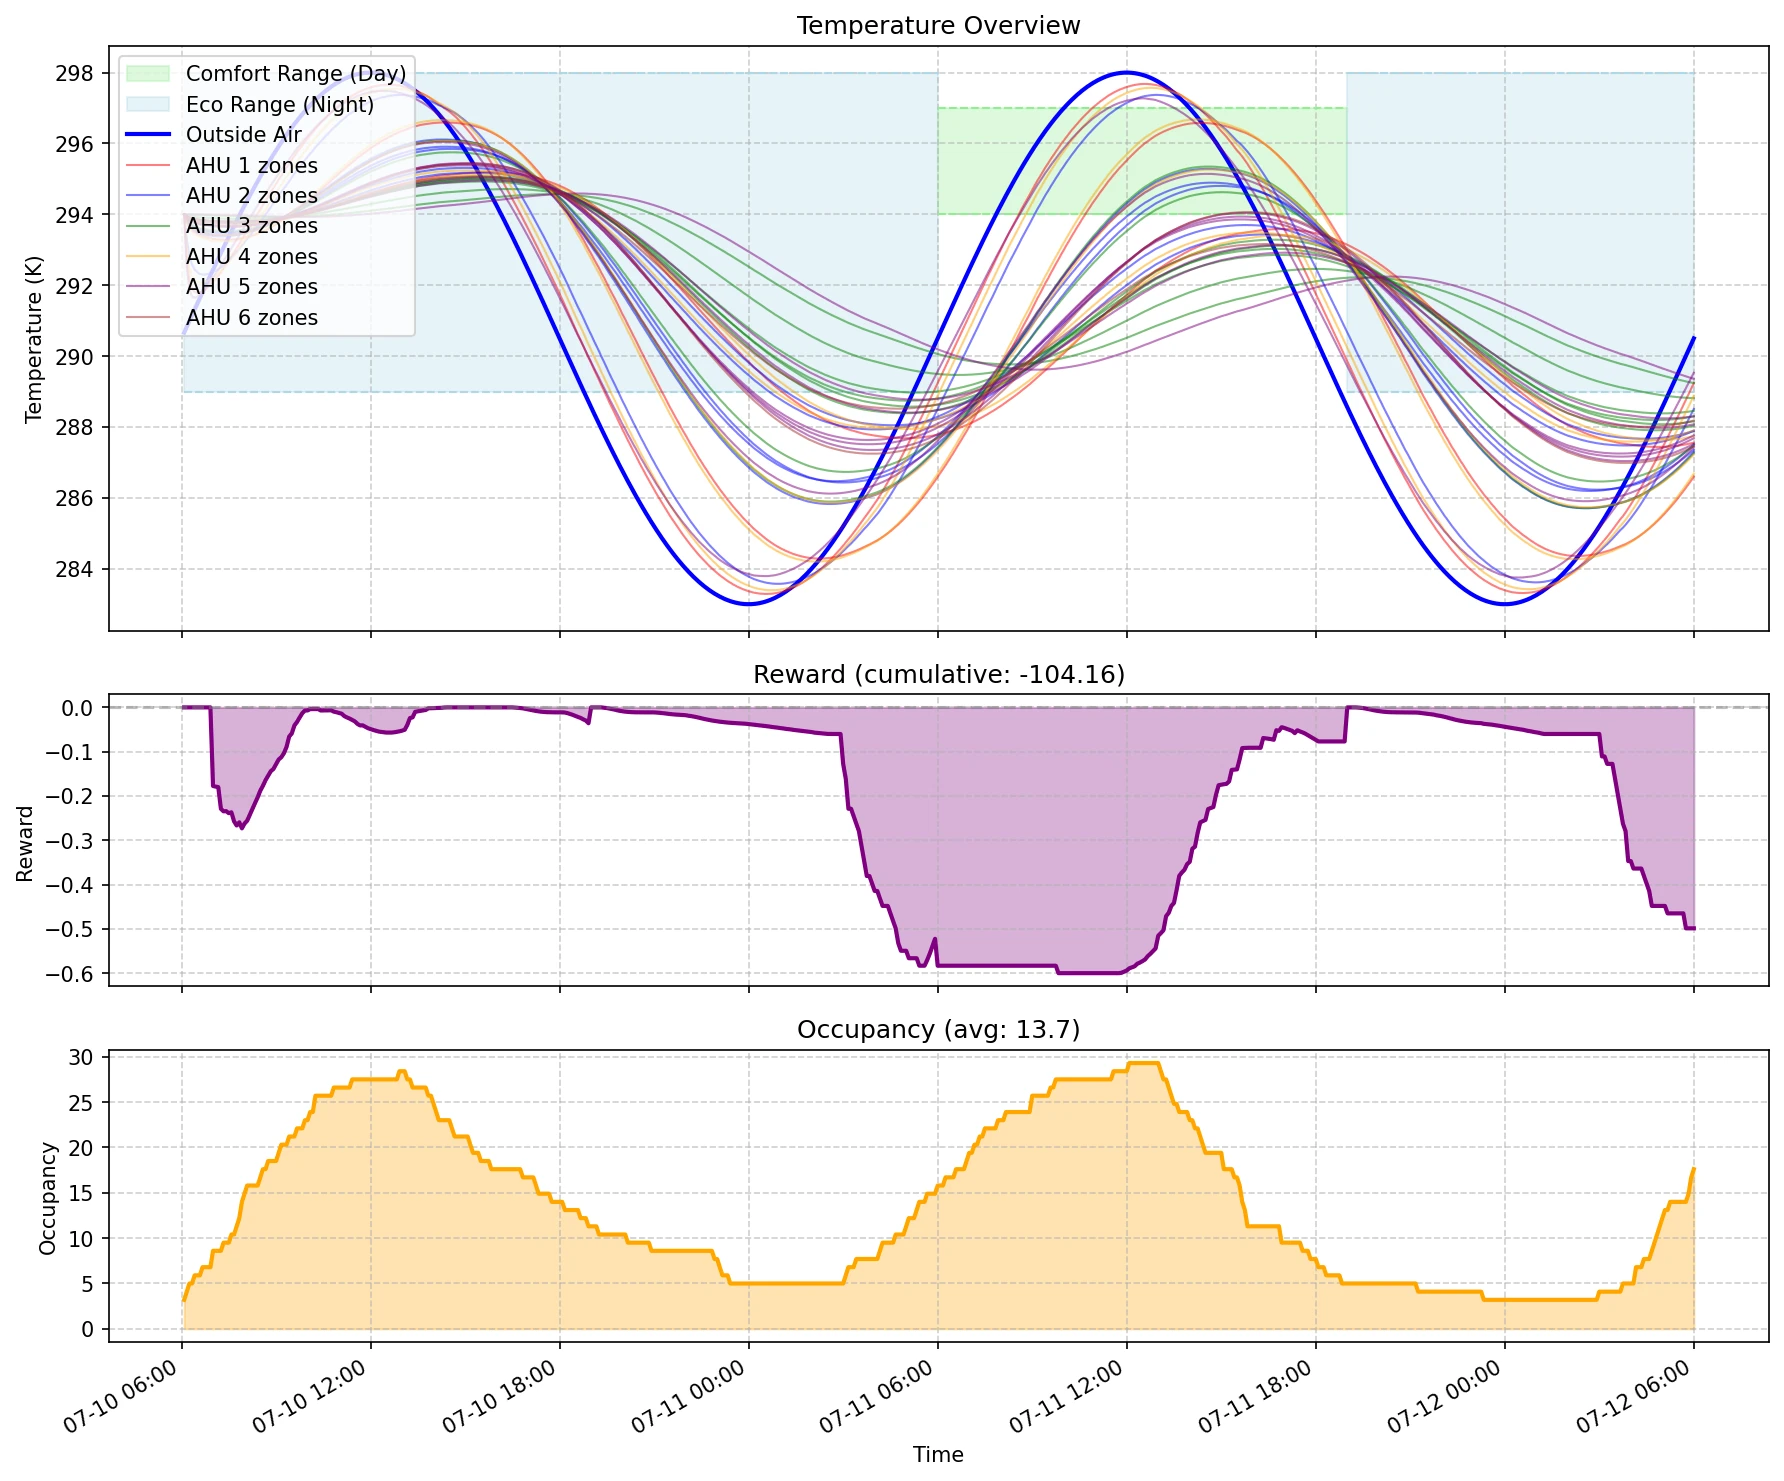 Temperature Overview
Temperature (K)
298
296
294
292
290
288
286
284
Comfort Range (Day)
Eco Range (Night)
Outside Air
AHU 1 zones
AHU 2 zones
AHU 3 zones
AHU 4 zones
AHU 5 zones
AHU 6 zones
Reward (cumulative: -104.16)
Reward
0.0
−0.1
−0.2
−0.3
−0.4
−0.5
−0.6
Occupancy (avg: 13.7)
Occupancy
30
25
20
15
10
5
0
07-10 06:00
07-10 12:00
07-10 18:00
07-11 00:00
07-11 06:00
07-11 12:00
07-11 18:00
07-12 00:00
07-12 06:00
Time